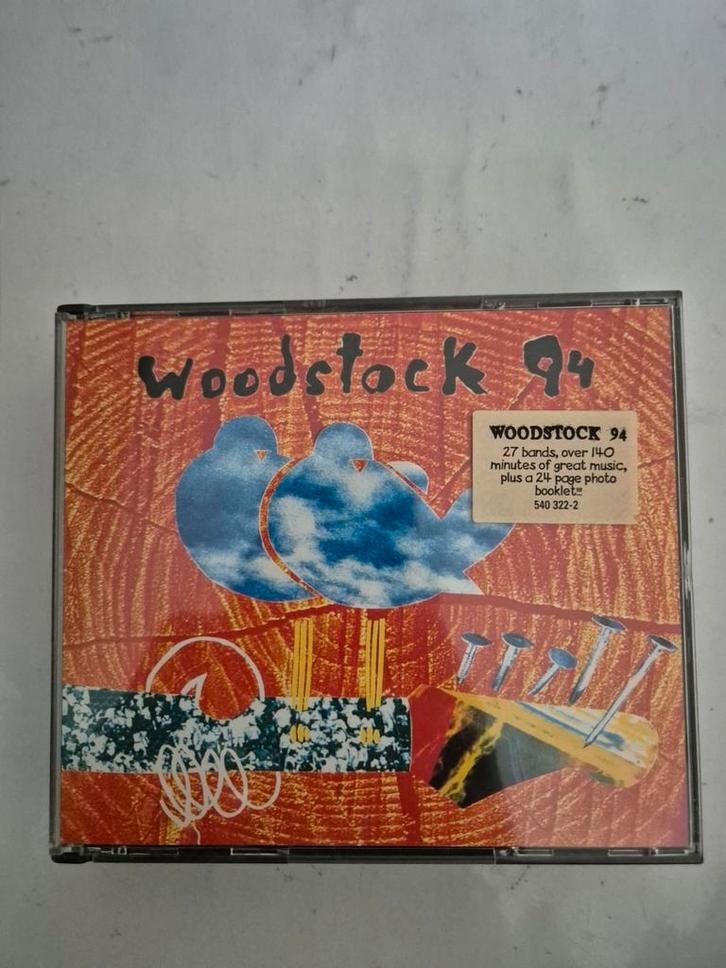 Woodstock 94
WOODSTOCK 94
27 bands, over 140
minutes of great music,
plus a 24 page photo
booklet!!!
540 322-2